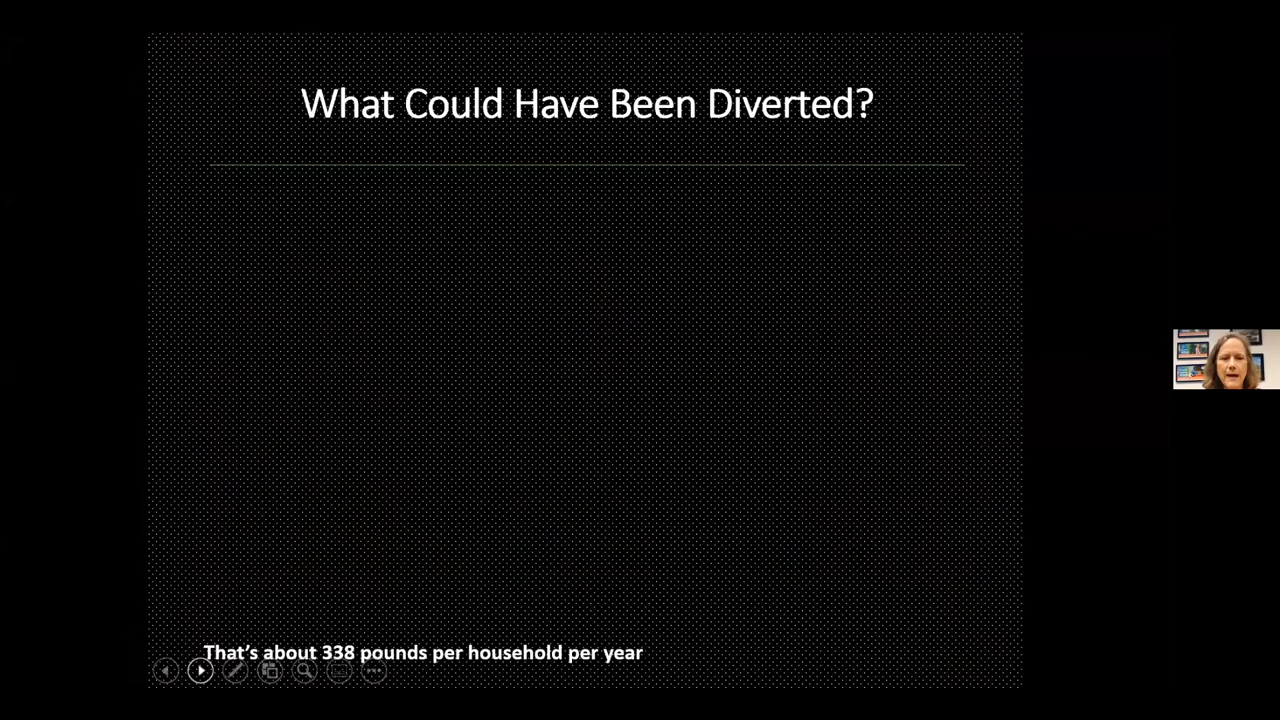 What Could Have Been Diverted?
That's about 338 pounds per household per year